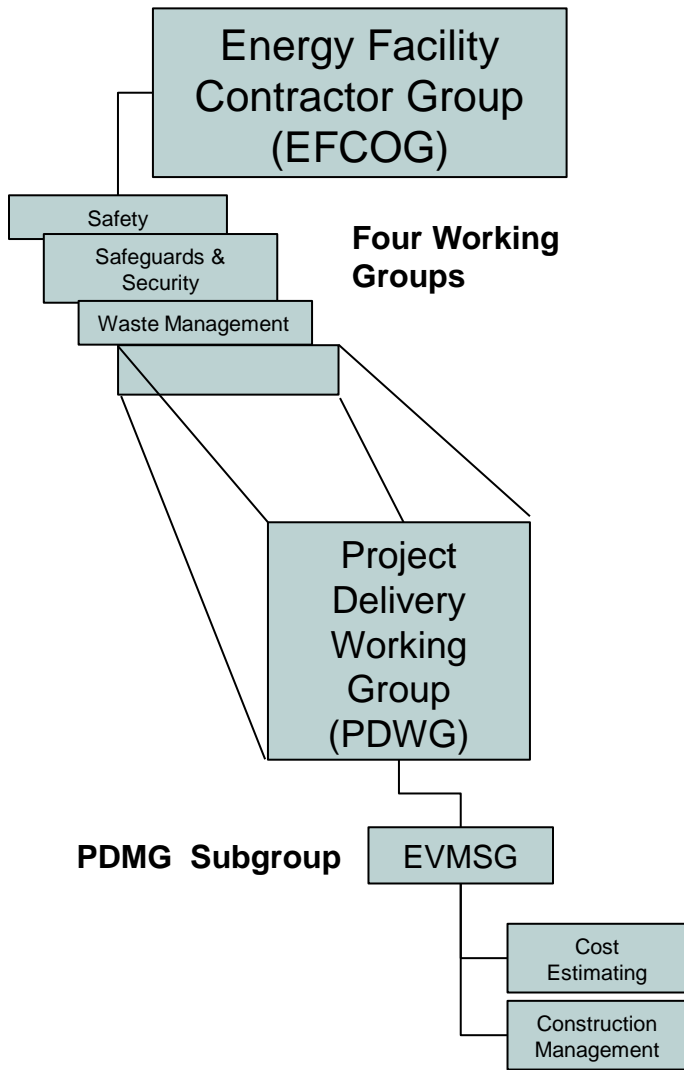 Energy Facility
Contractor Group
(EFCOG)
Safety
Safeguards &
Security
Waste Management
Four Working
Groups
Project
Delivery
Working
Group
(PDWG)
PDMG Subgroup
EVMSG
Cost
Estimating
Construction
Management